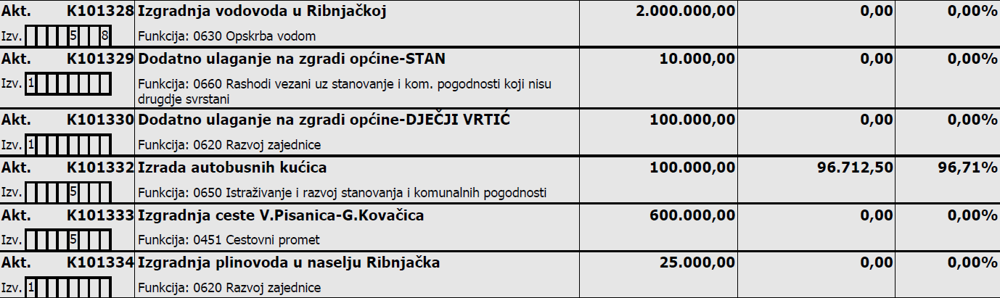 Akt. K101328 Izgradnja vodovoda u Ribnjačkoj 2.000.000,00 0,00 0,00%
Izv. 5 8 Funkcija: 0630 Opskrba vodom
Akt. K101329 Dodatno ulaganje na zgradi općine-STAN 10.000,00 0,00 0,00%
Izv. 1 Funkcija: 0660 Rashodi vezani uz stanovanje i kom. pogodnosti koji nisu
drugdje svrstani
Akt. K101330 Dodatno ulaganje na zgradi općine-DJEČJI VRTIĆ 100.000,00 0,00 0,00%
Izv. 1 Funkcija: 0620 Razvoj zajednice
Akt. K101332 Izrada autobusnih kućica 100.000,00 96.712,50 96,71%
Izv. 5 Funkcija: 0650 Istraživanje i razvoj stanovanja i komunalnih pogodnosti
Akt. K101333 Izgradnja ceste V.Pisanica-G.Kovačica 600.000,00 0,00 0,00%
Izv. 5 Funkcija: 0451 Cestovni promet
Akt. K101334 Izgradnja plinovoda u naselju Ribnjačka 25.000,00 0,00 0,00%
Izv. 1 Funkcija: 0620 Razvoj zajednice